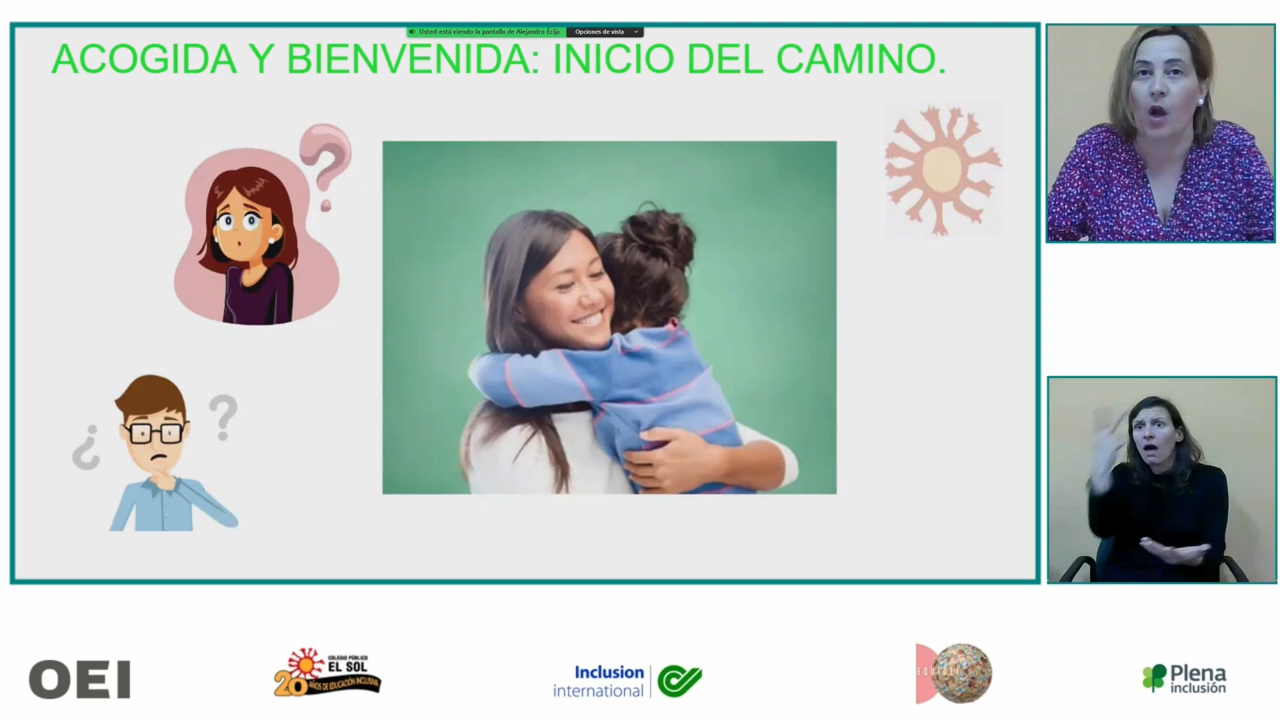 Usted está viendo la pantalla de Alejandro Écija
Opciones de vista
ACOGIDA Y BIENVENIDA: INICIO DEL CAMINO.
?
¿ ?
OEI
COLEGIO PÚBLICO
EL SOL
20 AÑOS DE EDUCACIÓN INCLUSIVA
Inclusion
international
Plena
inclusión